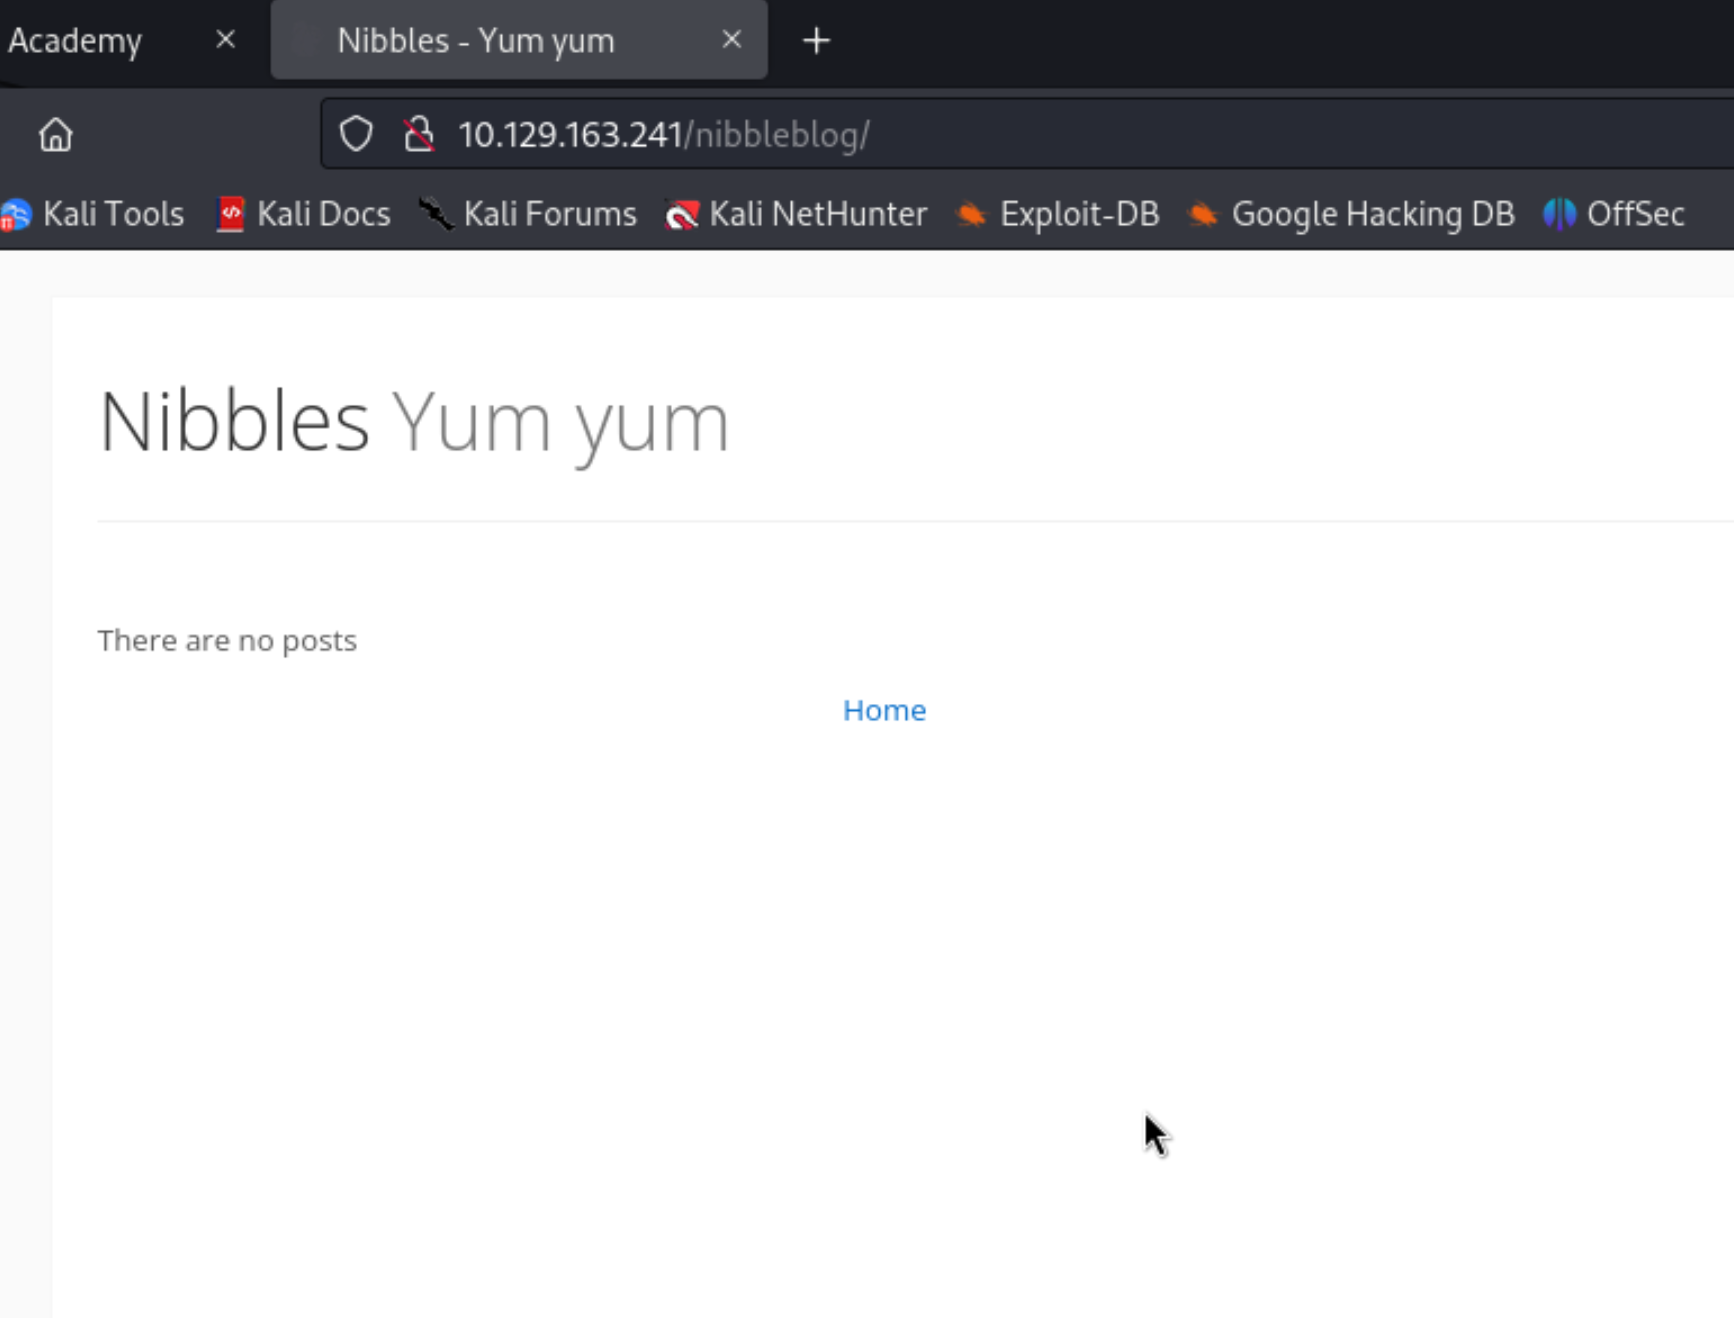 Academy
Nibbles - Yum yum
10.129.163.241/nibbleblog/
Kali Tools Kali Docs Kali Forums Kali NetHunter Exploit-DB Google Hacking DB OffSec
Nibbles Yum yum
There are no posts
Home